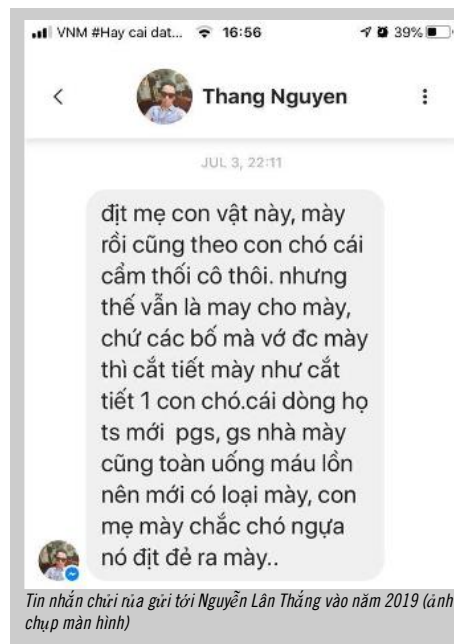 VNM #Hay cai dat... 16:56 39%
Thang Nguyen
JUL 3, 22:11
địt mẹ con vật này, mày
rồi cũng theo con chó cái
cẩm thối cô thôi. nhưng
thế vẫn là may cho mày,
chứ các bố mà vớ đc mày
thì cắt tiết mày như cắt
tiết 1 con chó.cái dòng họ
ts mới pgs, gs nhà mày
cũng toàn uống máu lồn
nên mới có loại mày, con
mẹ mày chắc chó ngựa
nó địt đẻ ra mày..
Tin nhắn chửi rủa gửi tới Nguyễn Lân Thắng vào năm 2019 (ảnh
chụp màn hình)